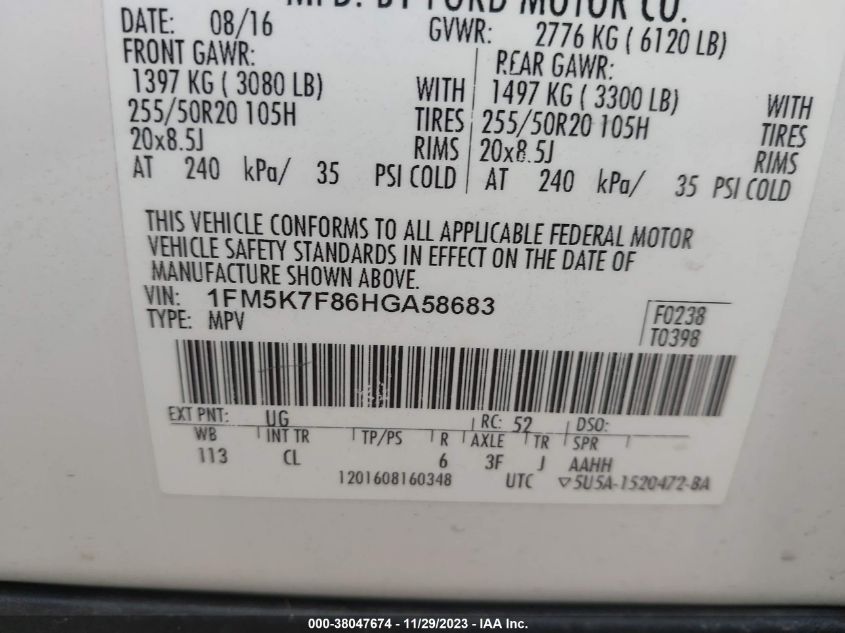 MFD. BY FORD MOTOR CO.
DATE: 08/16 GVWR: 2776 KG ( 6120 LB)
FRONT GAWR: REAR GAWR:
1397 KG ( 3080 LB) WITH 1497 KG ( 3300 LB) WITH
255/50R20 105H TIRES 255/50R20 105H TIRES
20x8.5J RIMS 20x8.5J RIMS
AT 240 kPa/ 35 PSI COLD AT 240 kPa/ 35 PSI COLD
THIS VEHICLE CONFORMS TO ALL APPLICABLE FEDERAL MOTOR
VEHICLE SAFETY STANDARDS IN EFFECT ON THE DATE OF
MANUFACTURE SHOWN ABOVE.
VIN: 1FM5K7F86HGA58683 F0238
TYPE: MPV T0398
EXT PNT: UG RC: 52 DSO:
WB INT TR TP/PS R AXLE TR SPR
113 CL 6 3F J AAHH
1201608160348 UTC ▽5U5A-1520472-BA
000-38047674 — 11/29/2023 — IAA Inc.